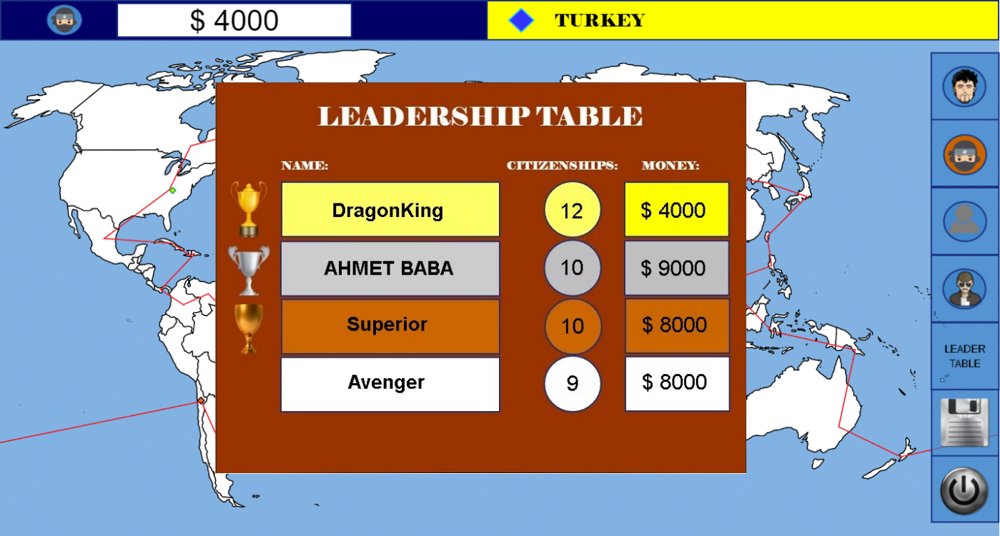 $ 4000
TURKEY
LEADERSHIP TABLE
NAME: CITIZENSHIPS: MONEY:
DragonKing 12 $ 4000
AHMET BABA 10 $ 9000
Superior 10 $ 8000
Avenger 9 $ 8000
LEADER
TABLE